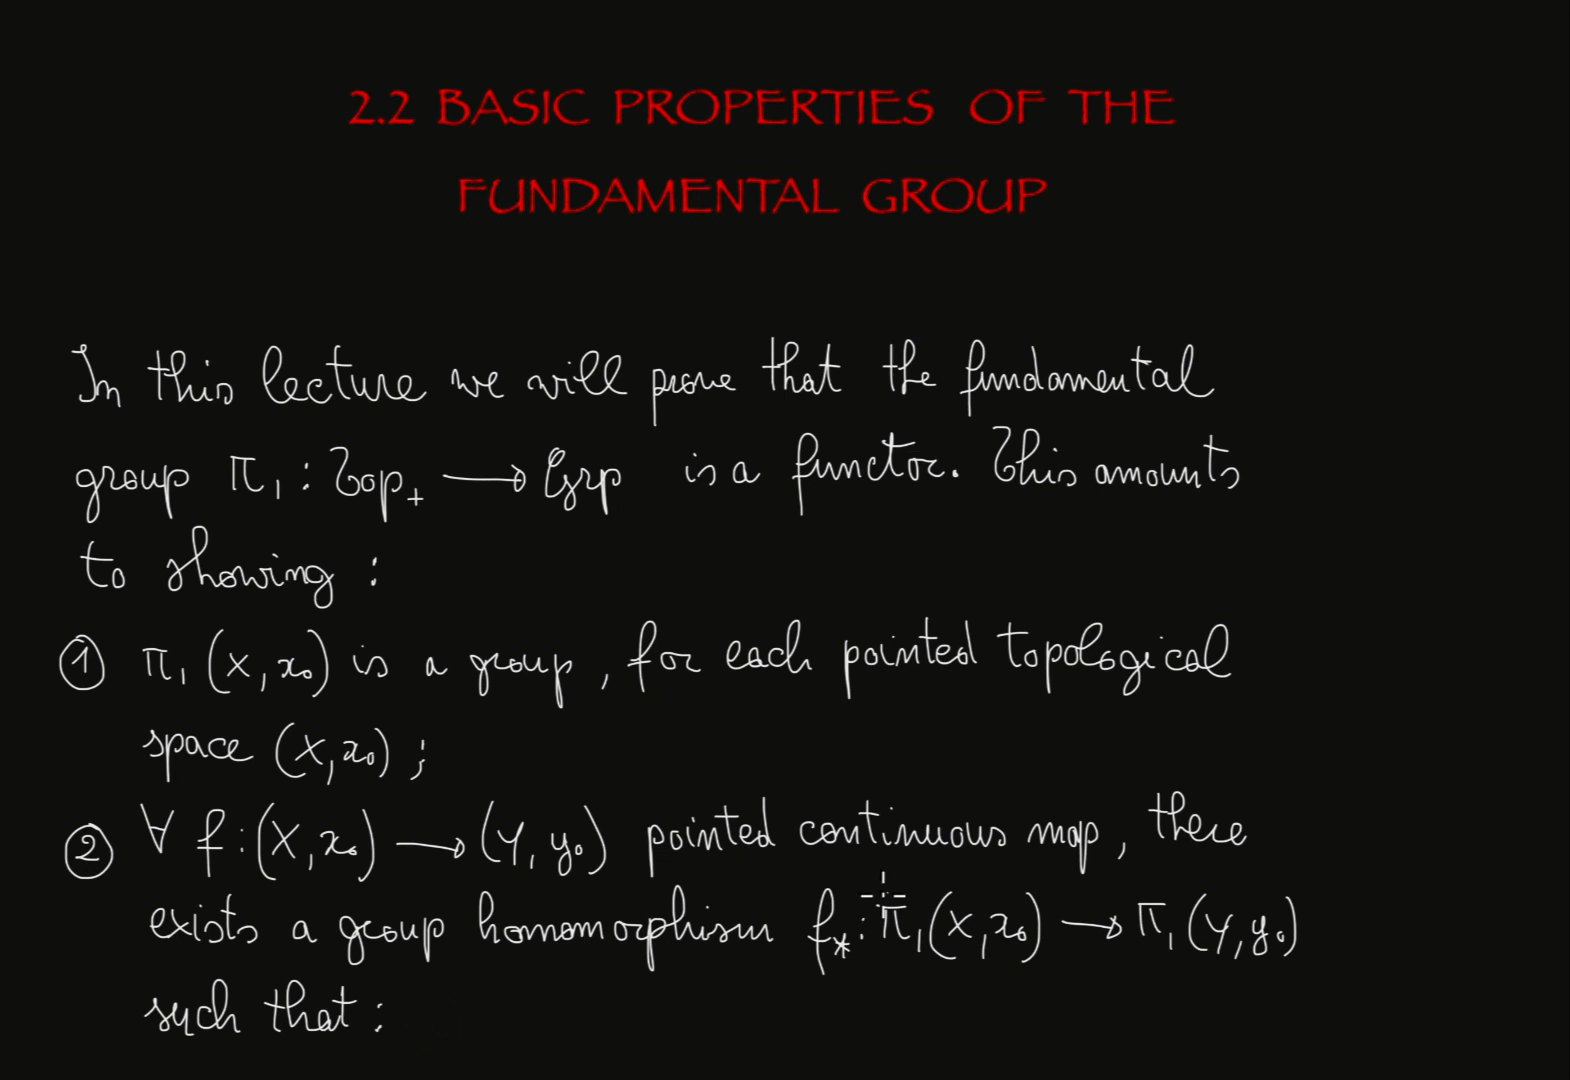 2.2 BASIC PROPERTIES OF THE
FUNDAMENTAL GROUP
In this lecture we will prove that the fundamental
group π₁ : Top₊ ⟶ Grp is a functor. This amounts
to showing :
① π₁ (X, x₀) is a group, for each pointed topological
space (X, x₀) ;
② ∀ f : (X, x₀) ⟶ (Y, y₀) pointed continuous map, there
exists a group homomorphism f_* : π₁ (X, x₀) ⟶ π₁ (Y, y₀)
such that :